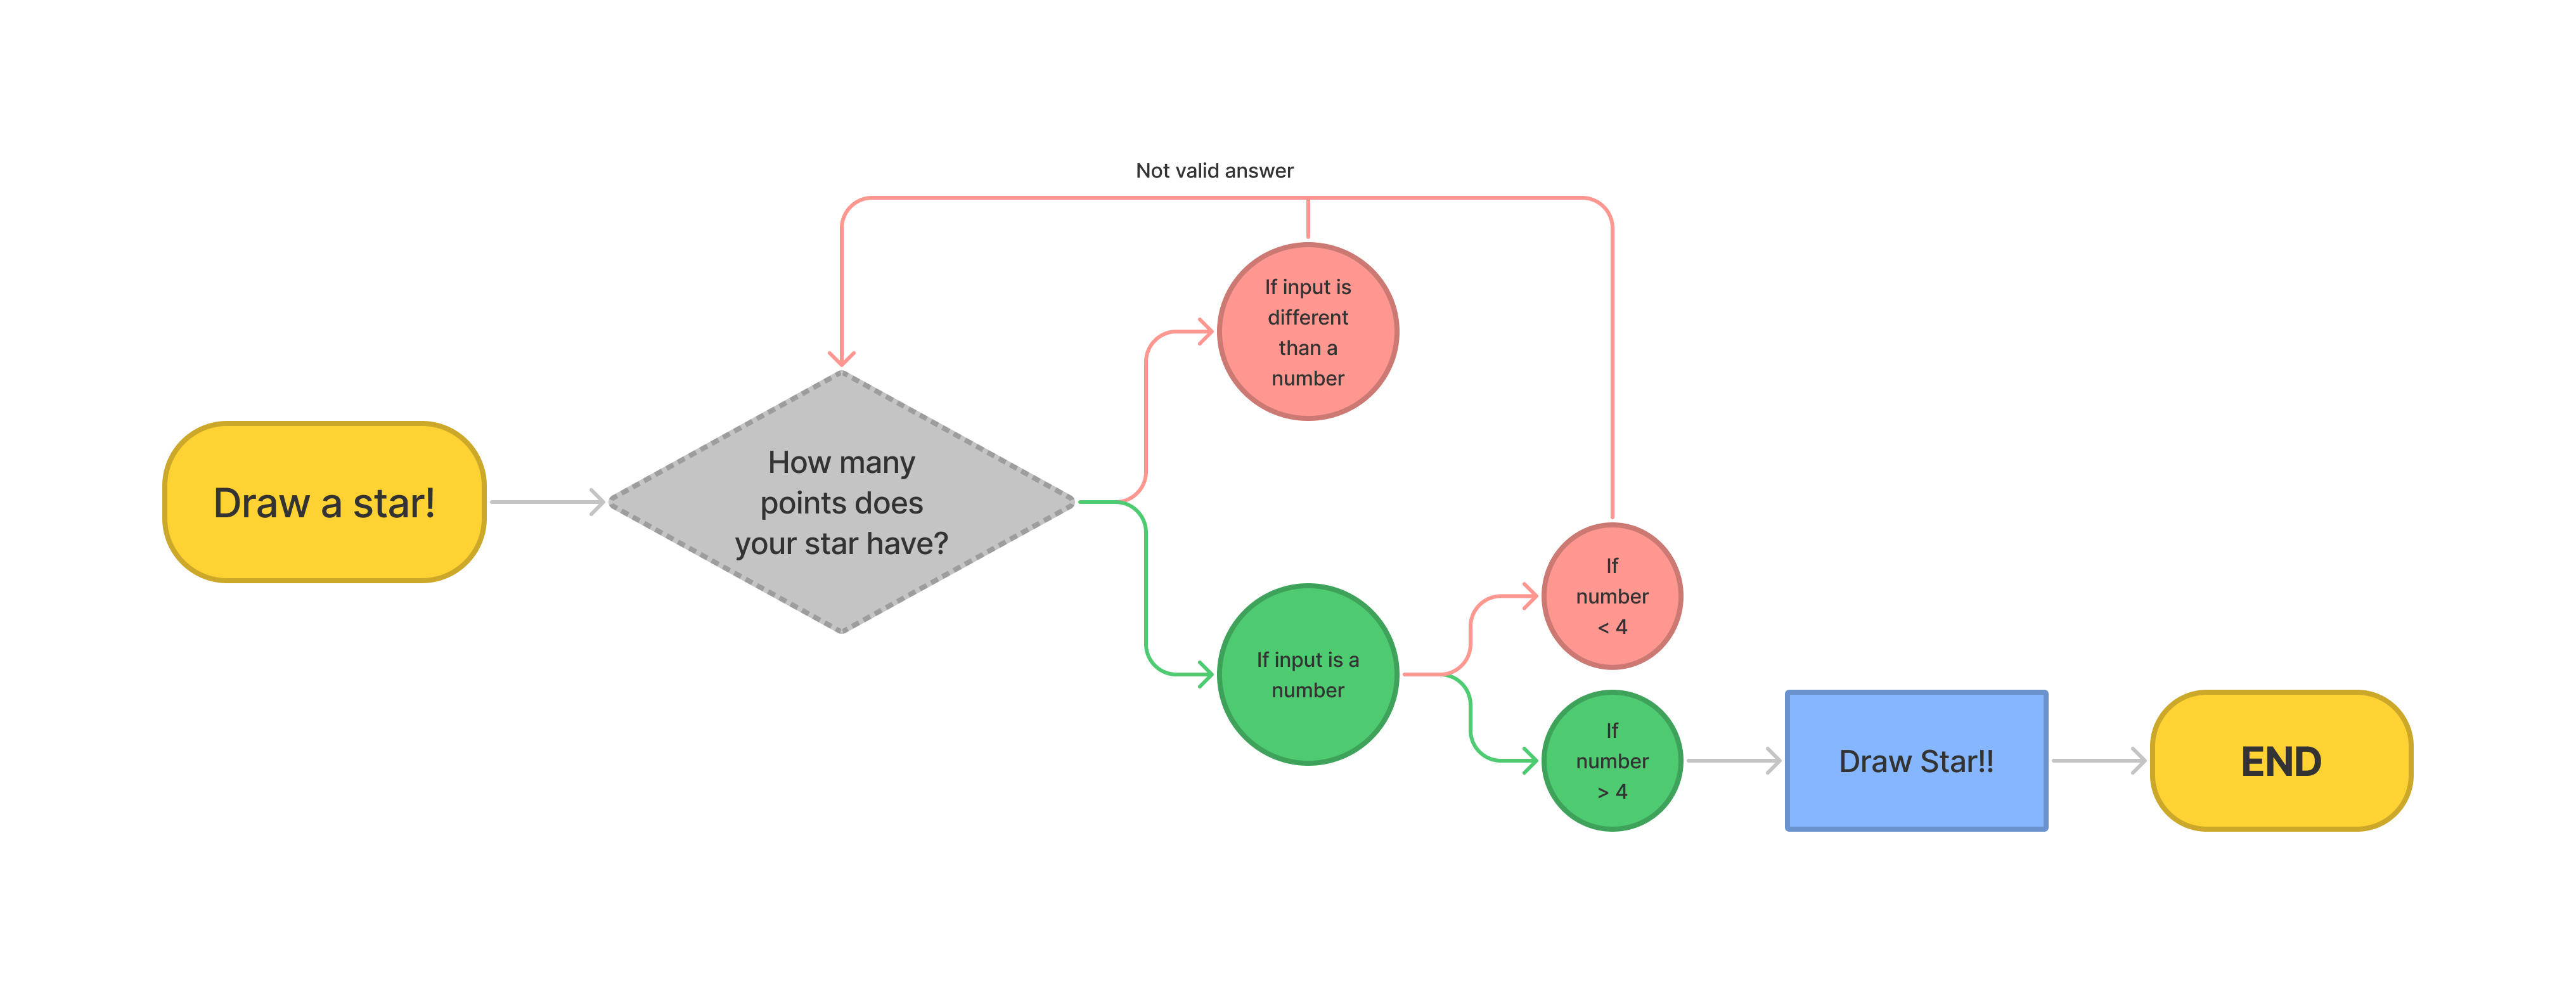 Not valid answer
If input is
different
than a
number
Draw a star!
How many
points does
your star have?
If
number
< 4
If input is a
number
If
number
> 4
Draw Star!!
END